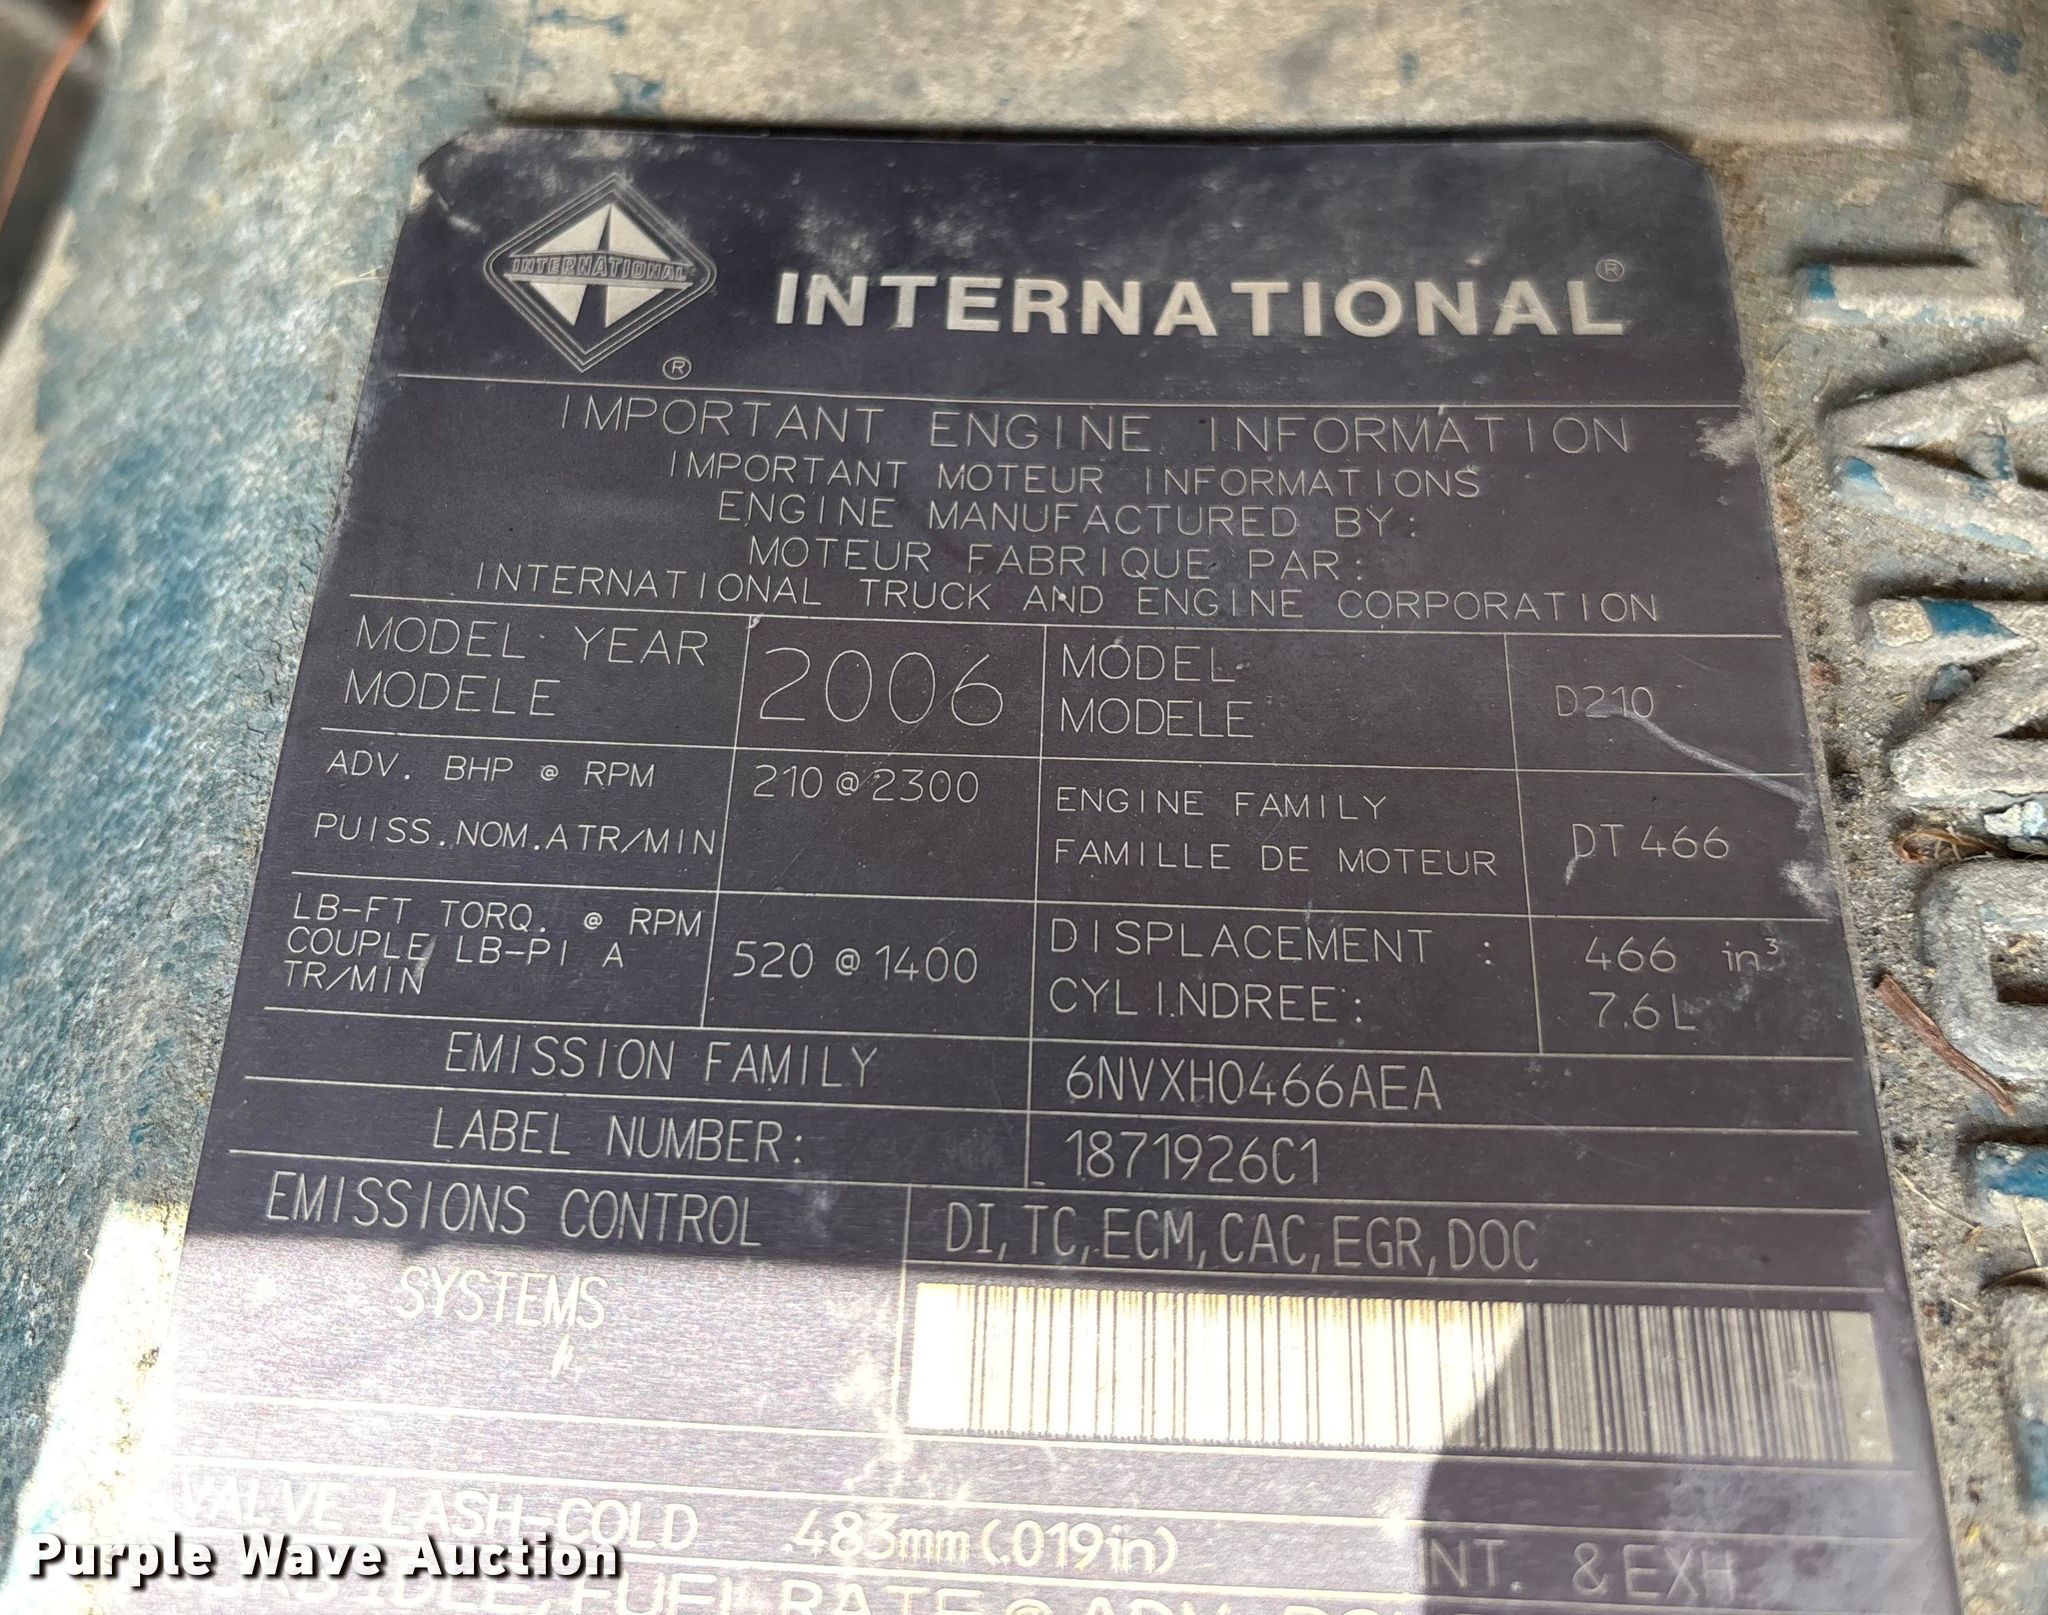 INTERNATIONAL
®
INTERNATIONAL®
IMPORTANT ENGINE INFORMATION
IMPORTANT MOTEUR INFORMATIONS
ENGINE MANUFACTURED BY:
MOTEUR FABRIQUE PAR:
INTERNATIONAL TRUCK AND ENGINE CORPORATION
MODEL YEAR
MODELE
2006
MODEL
MODELE
D210
ADV. BHP @ RPM
PUISS.NOM.ATR/MIN
210@2300
ENGINE FAMILY
FAMILLE DE MOTEUR
DT 466
LB-FT TORQ. @ RPM
COUPLE LB-PI A
TR/MIN
520@1400
DISPLACEMENT :
CYLINDREE:
466 in³
7.6L
EMISSION FAMILY
6NVXH0466AEA
LABEL NUMBER:
1871926C1
EMISSIONS CONTROL
SYSTEMS
DI,TC,ECM,CAC,EGR,DOC
VALVE LASH-COLD .483mm(.019in) INT. & EXH
IDLE, FUEL RATE @ ADV.
Purple Wave Auction